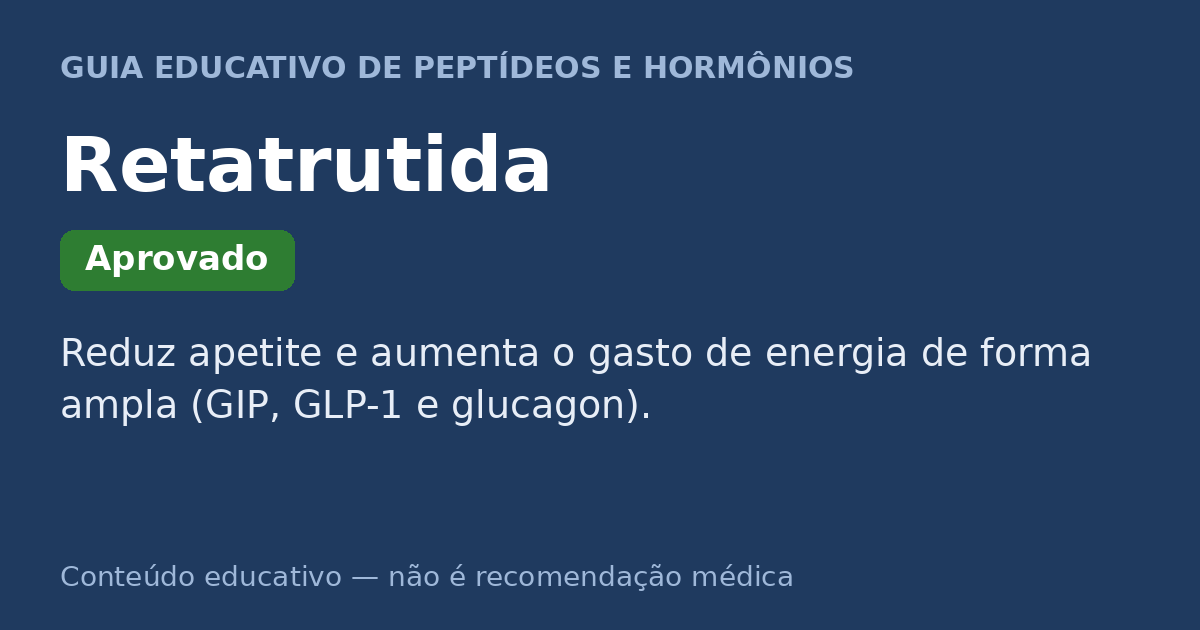 GUIA EDUCATIVO DE PEPTÍDEOS E HORMÔNIOS
Retatrutida
Aprovado
Reduz apetite e aumenta o gasto de energia de forma
ampla (GIP, GLP-1 e glucagon).
Conteúdo educativo — não é recomendação médica